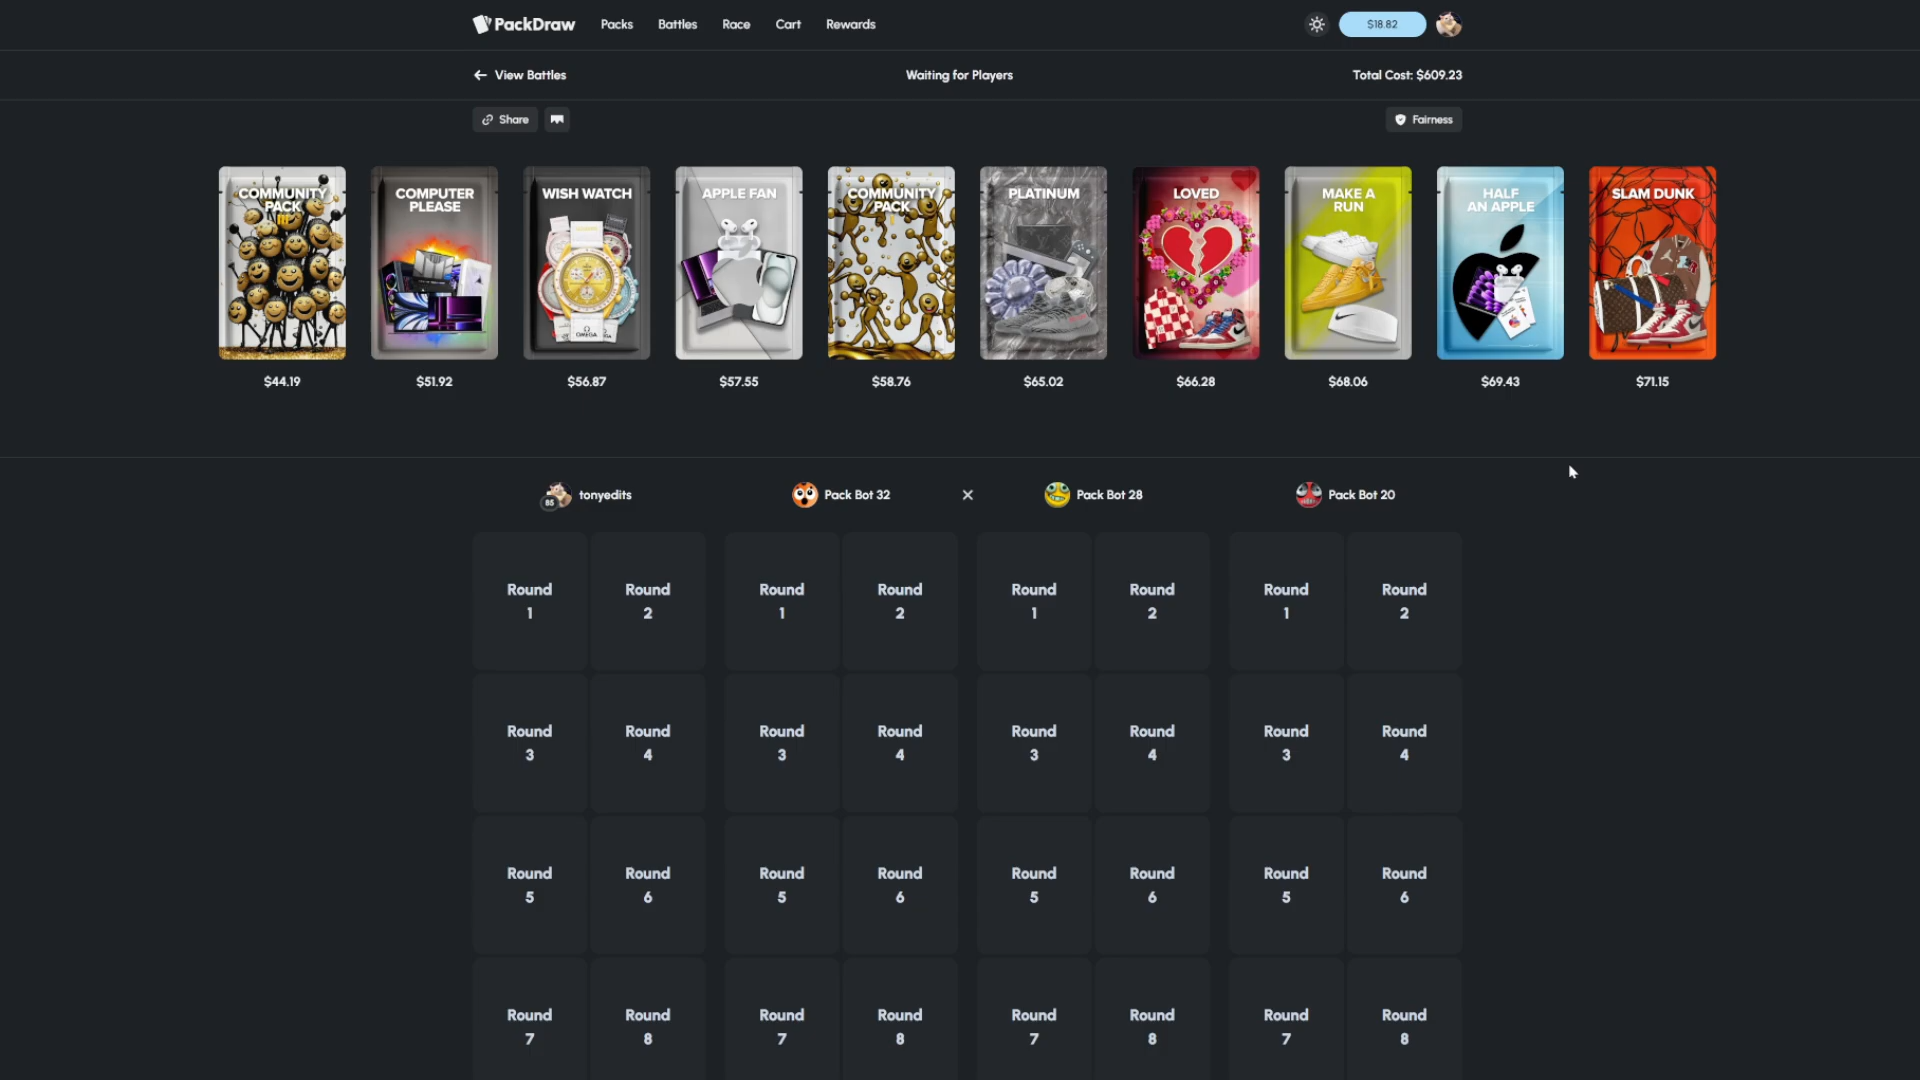 PackDraw
Packs
Battles
Race
Cart
Rewards
$18.82
View Battles
Waiting for Players
Total Cost: $609.23
Share
Fairness
COMMUNITY
PACK
COMPUTER
PLEASE
WISH WATCH
OMEGA
APPLE FAN
COMMUNITY
PACK
PLATINUM
LOVED
MAKE A
RUN
HALF
AN APPLE
SLAM DUNK
$44.19
$51.92
$56.87
$57.55
$58.76
$65.02
$66.28
$68.06
$69.43
$71.15
85
tonyedits
Pack Bot 32
Pack Bot 28
Pack Bot 20
Round
1
Round
2
Round
1
Round
2
Round
1
Round
2
Round
1
Round
2
Round
3
Round
4
Round
3
Round
4
Round
3
Round
4
Round
3
Round
4
Round
5
Round
6
Round
5
Round
6
Round
5
Round
6
Round
5
Round
6
Round
7
Round
8
Round
7
Round
8
Round
7
Round
8
Round
7
Round
8